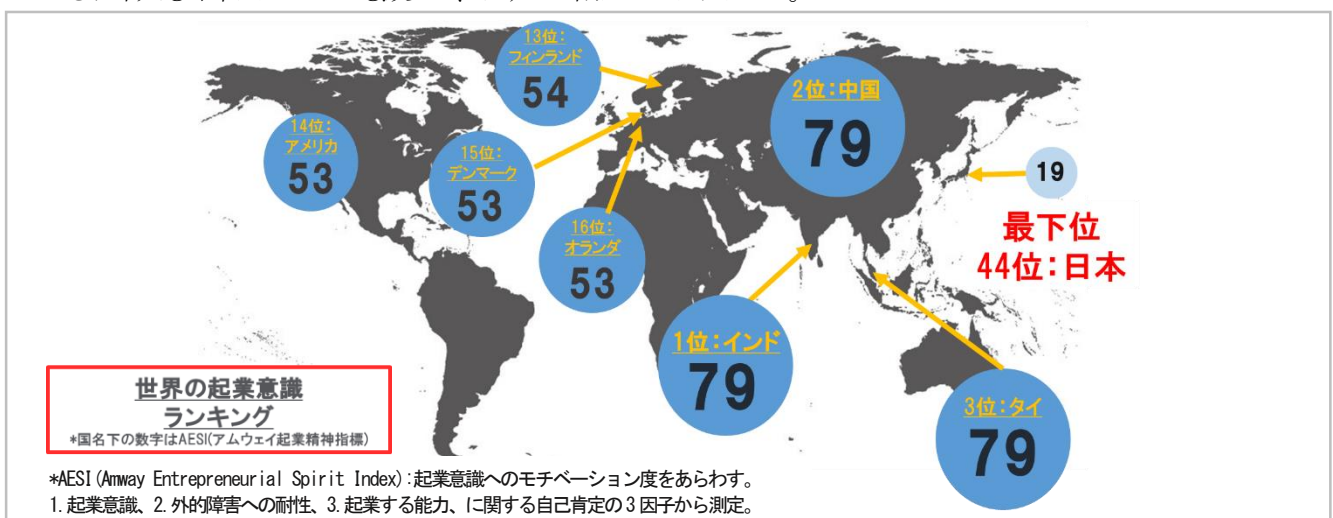 13位:
フィンランド
54
2位:中国
79
14位:
アメリカ
53
15位:
デンマーク
53
19
16位:
オランダ
53
最下位
44位:日本
1位:インド
79
3位:タイ
79
世界の起業意識
ランキング
*国名下の数字はAESI(アムウェイ起業精神指標)
*AESI(Amway Entrepreneurial Spirit Index):起業意識へのモチベーション度をあらわす。
1.起業意識、2.外的障害への耐性、3.起業する能力、に関する自己肯定の3因子から測定。